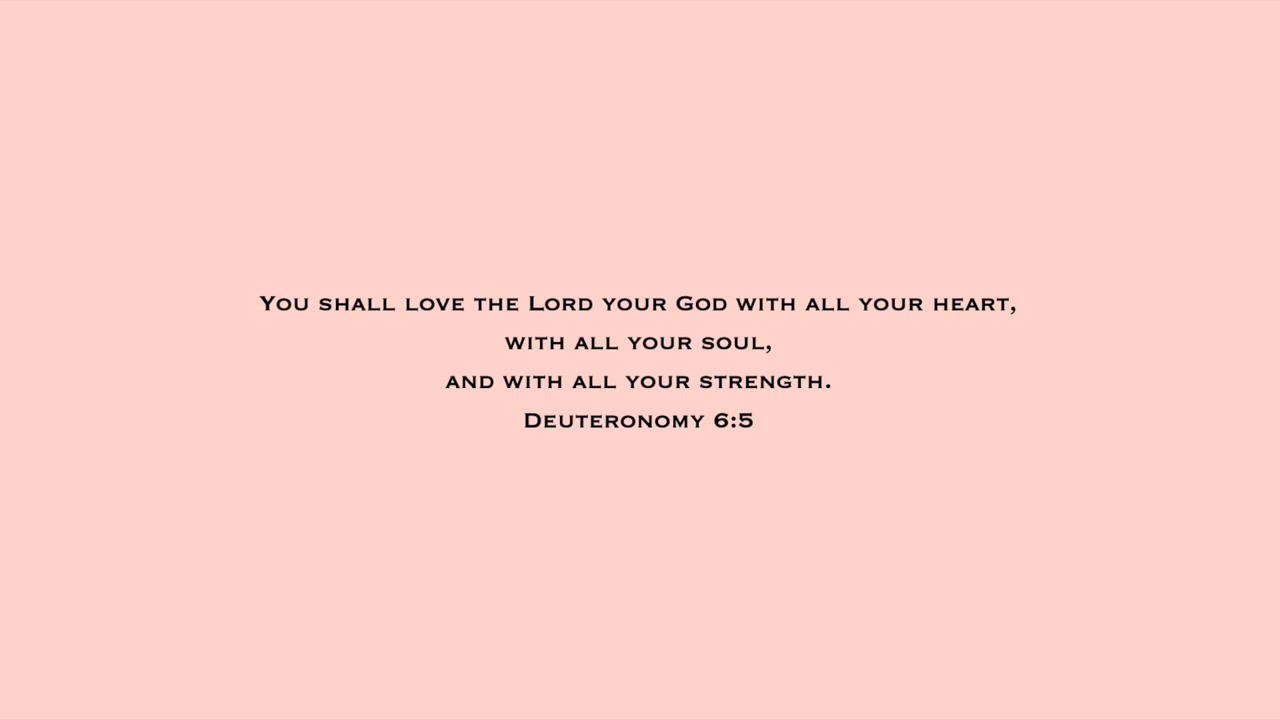 You shall love the Lord your God with all your heart,
with all your soul,
and with all your strength.
Deuteronomy 6:5